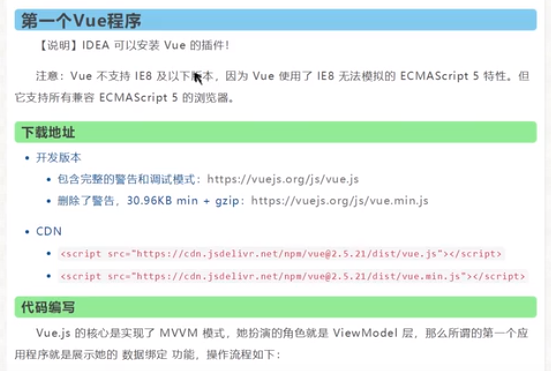 第一个Vue程序
【说明】IDEA 可以安装 Vue 的插件！
注意：Vue 不支持 IE8 及以下版本，因为 Vue 使用了 IE8 无法模拟的 ECMAScript 5 特性。但
它支持所有兼容 ECMAScript 5 的浏览器。
下载地址
开发版本
包含完整的警告和调试模式：https://vuejs.org/js/vue.js
删除了警告，30.96KB min + gzip：https://vuejs.org/js/vue.min.js
CDN
<script src="https://cdn.jsdelivr.net/npm/vue@2.5.21/dist/vue.js"></script>
<script src="https://cdn.jsdelivr.net/npm/vue@2.5.21/dist/vue.min.js"></script>
代码编写
Vue.js 的核心是实现了 MVVM 模式，她扮演的角色就是 ViewModel 层，那么所谓的第一个应
用程序就是展示她的 数据绑定 功能，操作流程如下：